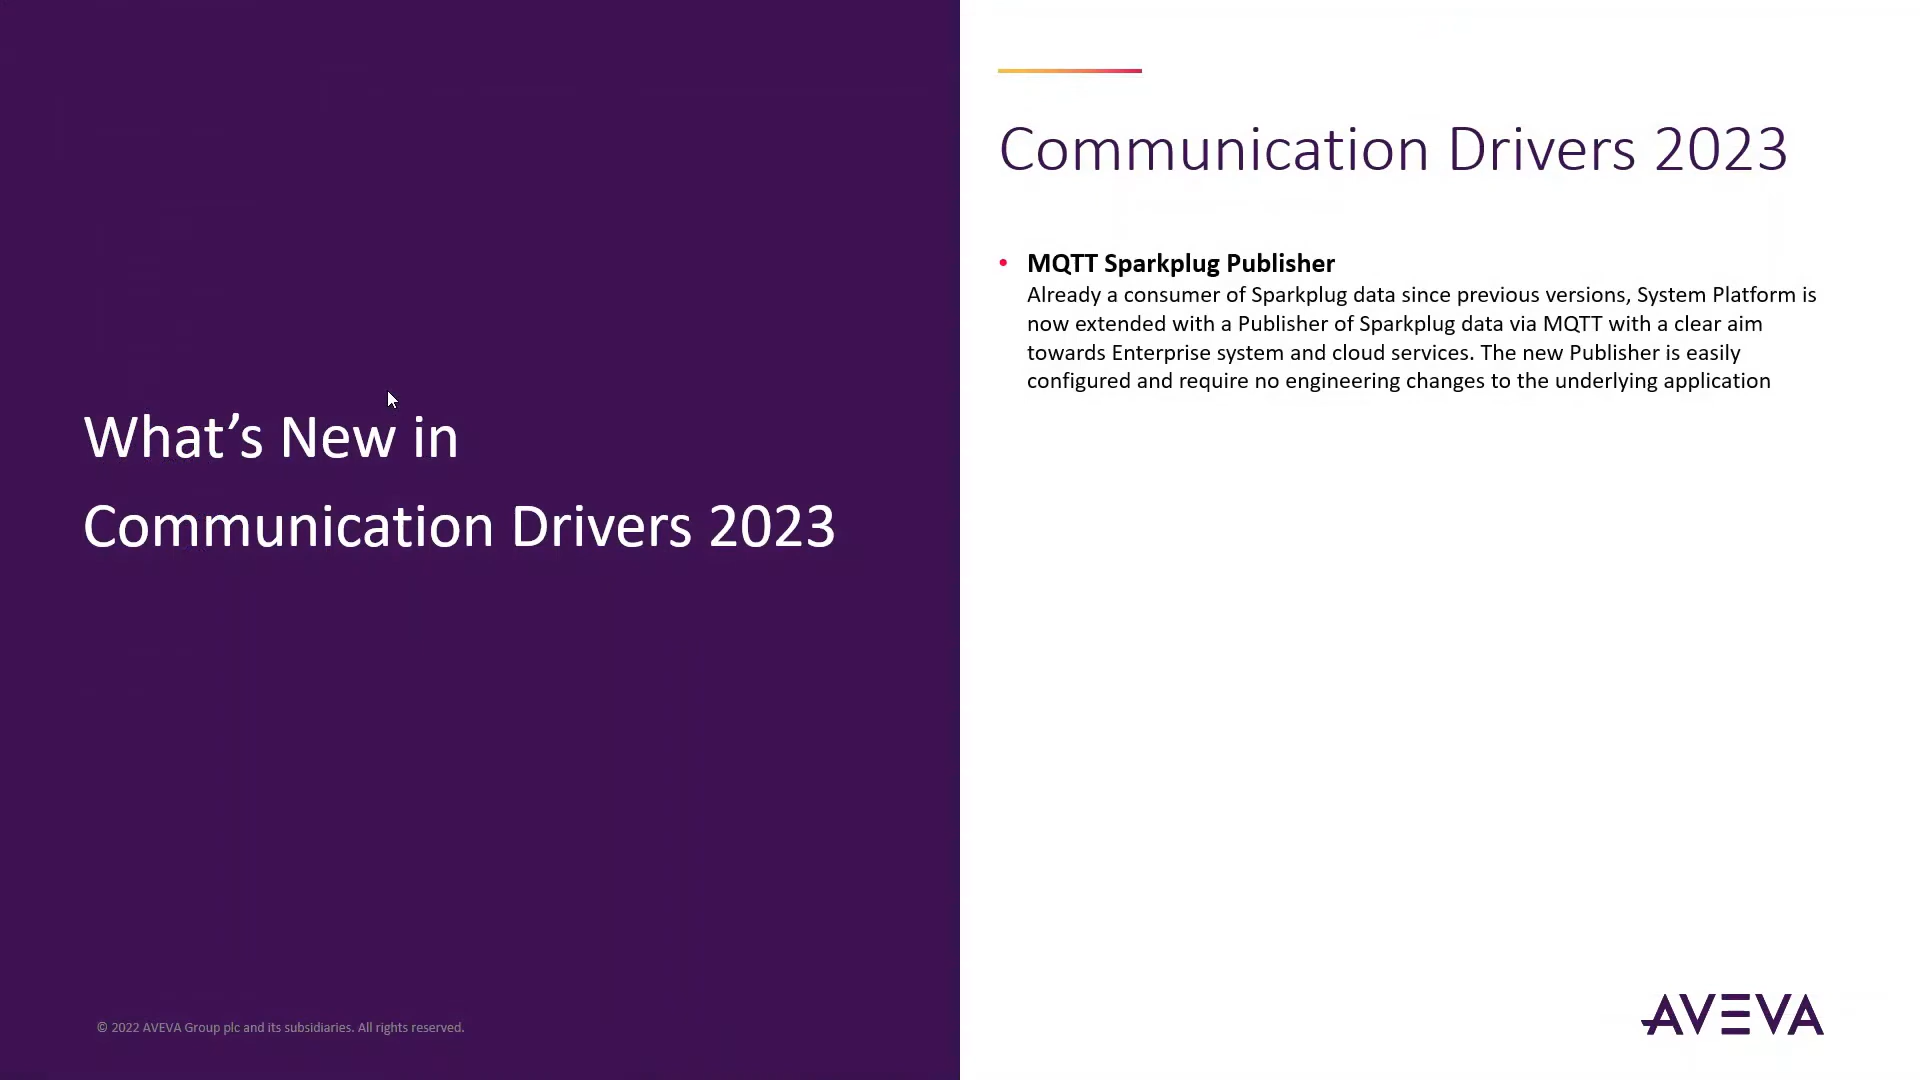 What’s New in
Communication Drivers 2023
© 2022 AVEVA Group plc and its subsidiaries. All rights reserved.
Communication Drivers 2023
• MQTT Sparkplug Publisher
Already a consumer of Sparkplug data since previous versions, System Platform is
now extended with a Publisher of Sparkplug data via MQTT with a clear aim
towards Enterprise system and cloud services. The new Publisher is easily
configured and require no engineering changes to the underlying application
AVEVA